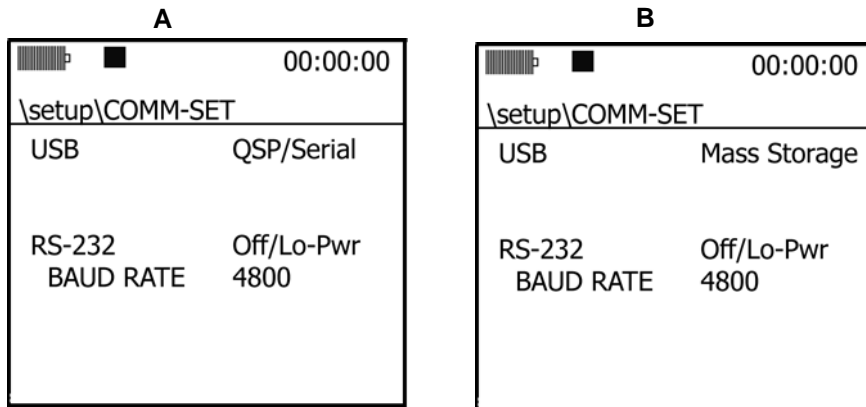 A
00:00:00
\setup\COMM-SET
USB QSP/Serial
RS-232 Off/Lo-Pwr
BAUD RATE 4800
B
00:00:00
\setup\COMM-SET
USB Mass Storage
RS-232 Off/Lo-Pwr
BAUD RATE 4800